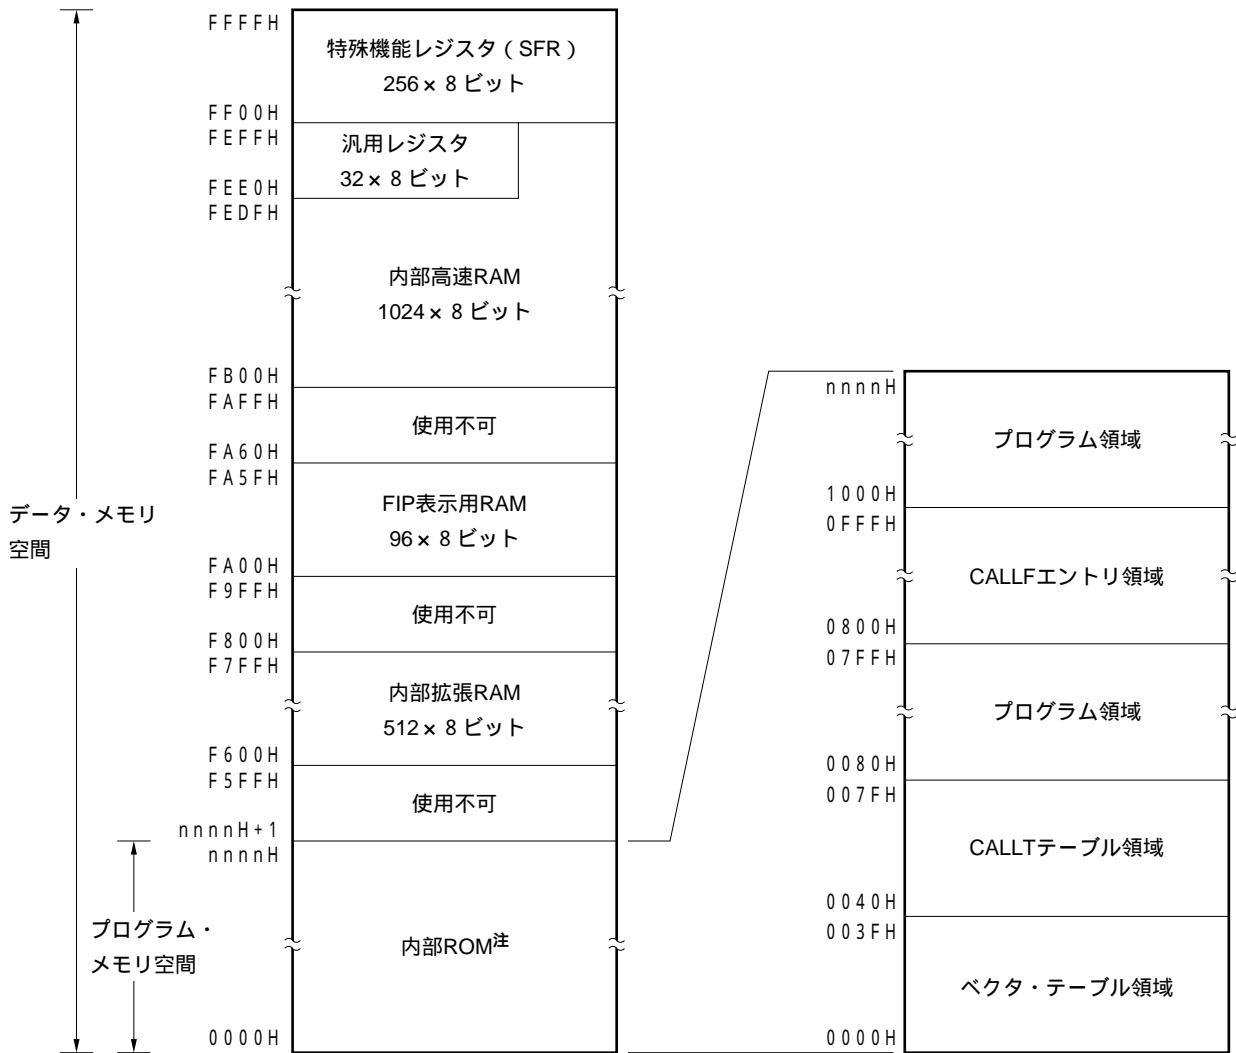 FFFFH
特殊機能レジスタ（SFR）
256× 8 ビット
FF00H
FEFFH
汎用レジスタ
32× 8 ビット
FEE0H
FEDFH
内部高速RAM
1024× 8 ビット
FB00H
FAFFH
使用不可
FA60H
FA5FH
FIP表示用RAM
96× 8 ビット
FA00H
F9FFH
使用不可
F800H
F7FFH
内部拡張RAM
512× 8 ビット
F600H
F5FFH
使用不可
nnnnH+1
nnnnH
内部ROM注
0000H
データ・メモリ
空間
プログラム・
メモリ空間
nnnnH
プログラム領域
1000H
0FFFH
CALLFエントリ領域
0800H
07FFH
プログラム領域
0080H
007FH
CALLTテーブル領域
0040H
003FH
ベクタ・テーブル領域
0000H